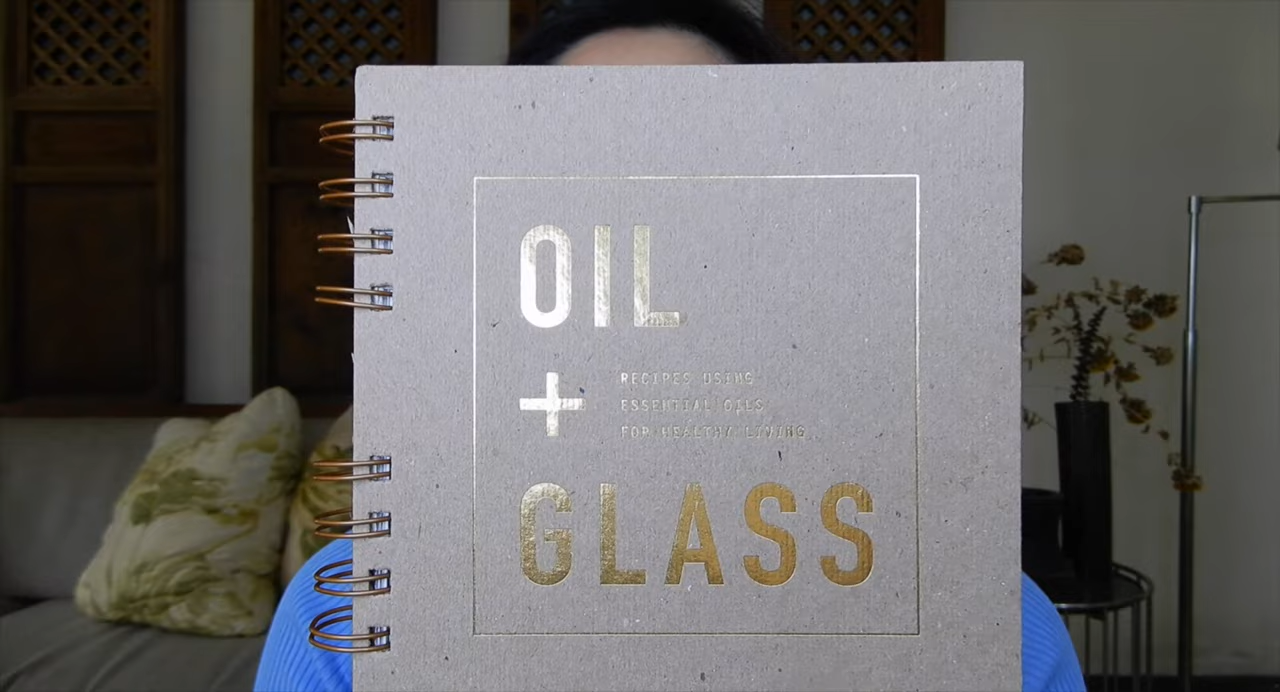 OIL
+
RECIPES USING
ESSENTIAL OILS
FOR HEALTHY LIVING
GLASS